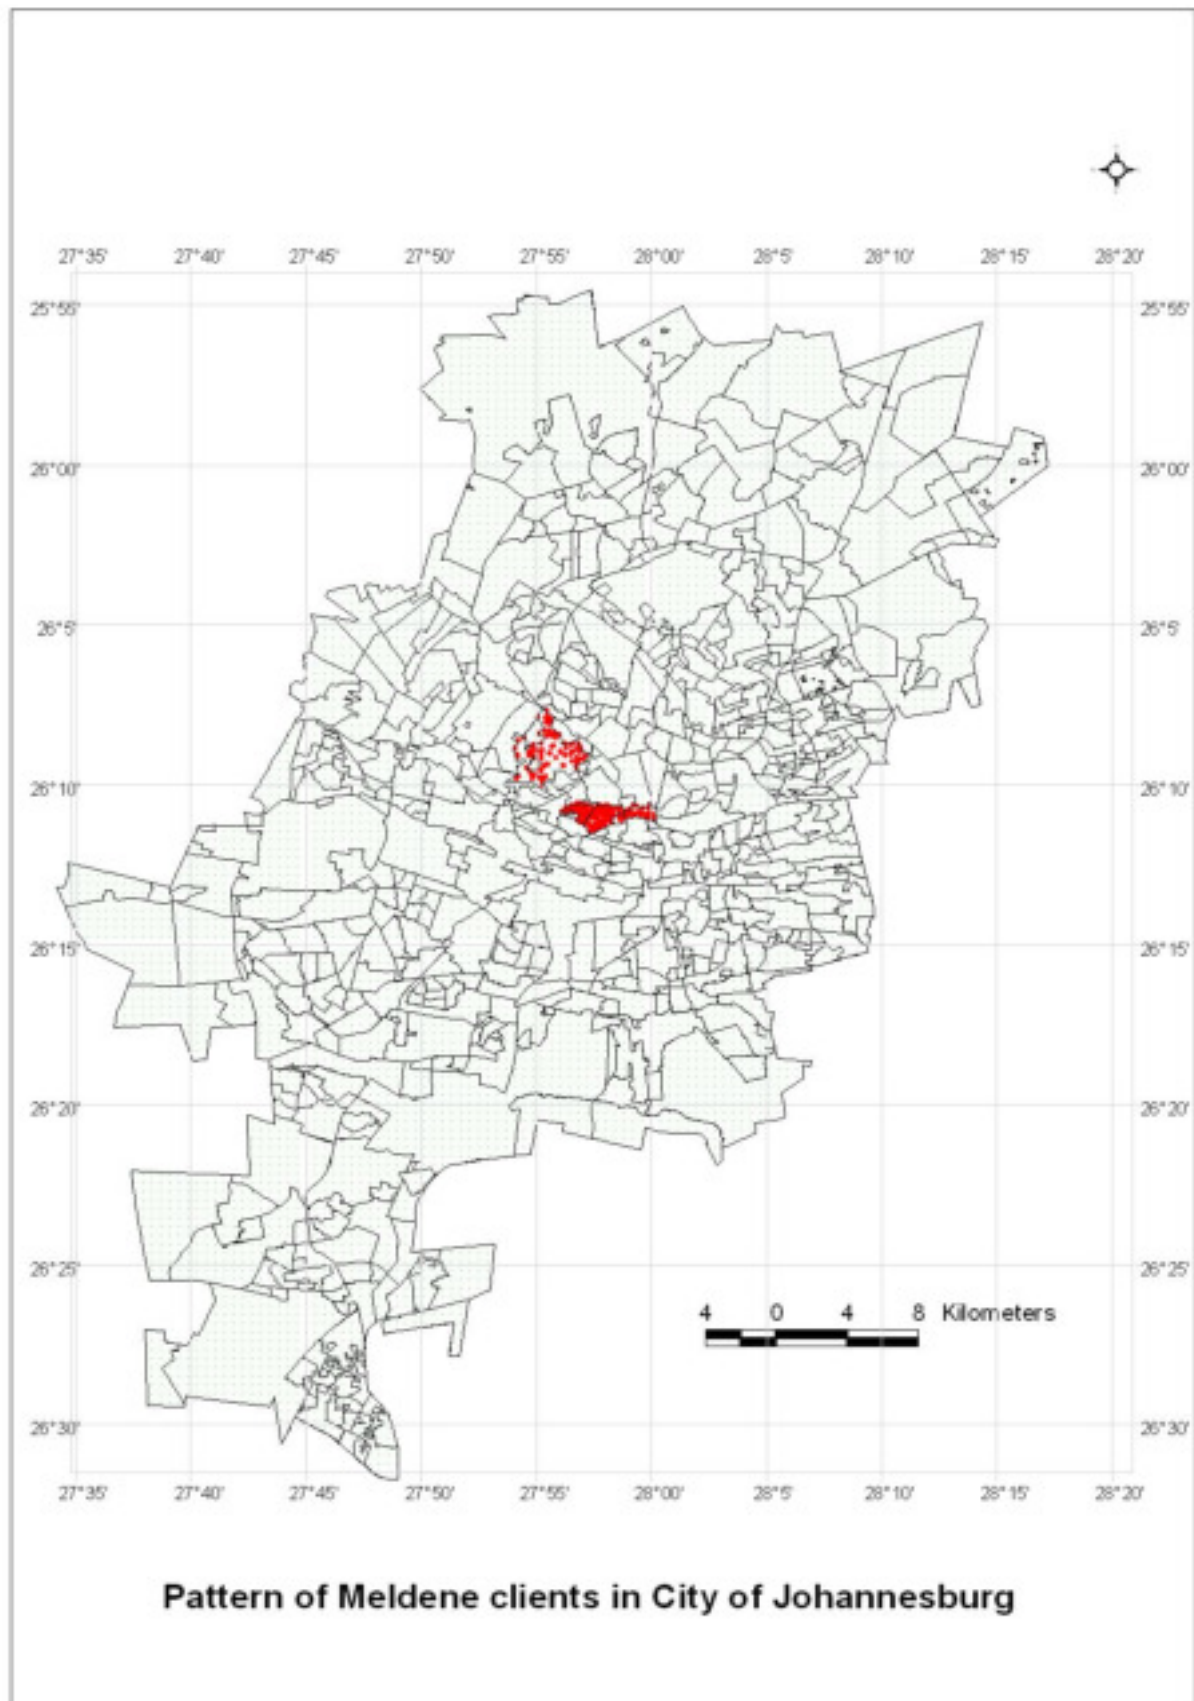 27°35' 27°40' 27°45' 27°50' 27°55' 28°00' 28°5' 28°10' 28°15' 28°20'
25°55' 25°55'
26°00' 26°00'
26°5' 26°5'
26°10' 26°10'
26°15' 26°15'
26°20' 26°20'
26°25' 26°25'
4 0 4 8 Kilometers
26°30' 26°30'
27°35' 27°40' 27°45' 27°50' 27°55' 28°00' 28°5' 28°10' 28°15' 28°20'
Pattern of Meldene clients in City of Johannesburg